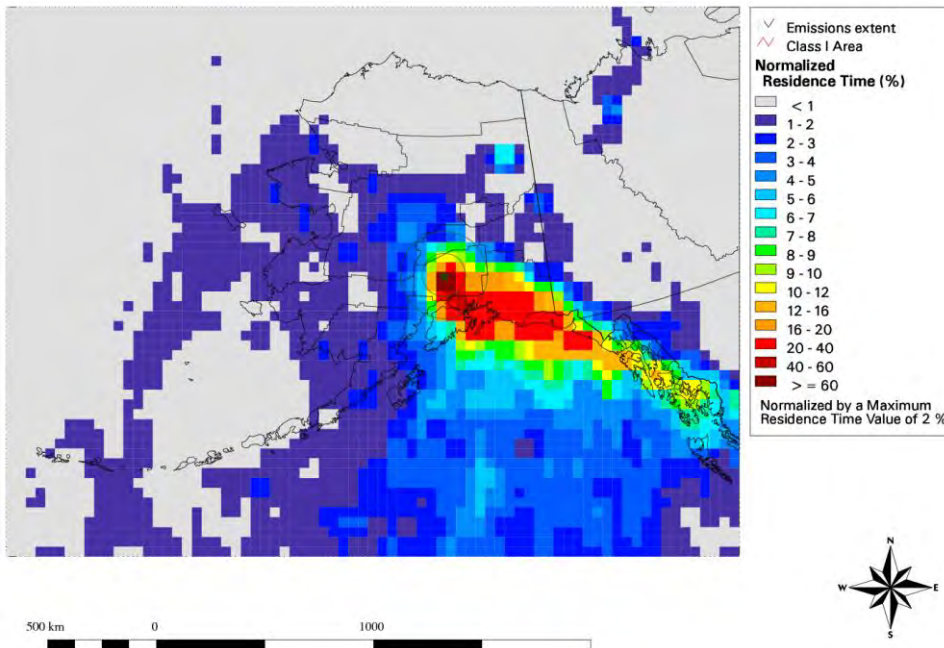 Emissions extent
Class I Area
Normalized
Residence Time (%)
< 1
1 - 2
2 - 3
3 - 4
4 - 5
5 - 6
6 - 7
7 - 8
8 - 9
9 - 10
10 - 12
12 - 16
16 - 20
20 - 40
40 - 60
> = 60
Normalized by a Maximum
Residence Time Value of 2 %
N
W E
S
500 km 0 1000